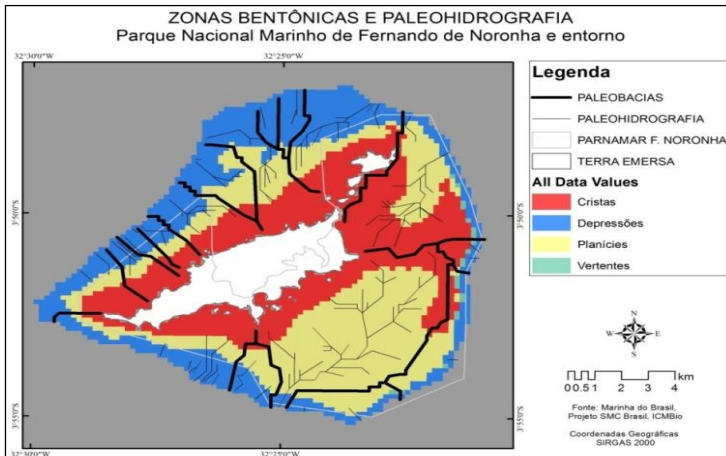 ZONAS BENTÔNICAS E PALEOHIDROGRAFIA
Parque Nacional Marinho de Fernando de Noronha e entorno
32°30'0"W
32°25'0"W
Legenda
PALEOBACIAS
PALEOHIDROGRAFIA
PARNAMAR F. NORONHA
TERRA EMERSA
All Data Values
Cristas
Depressões
Planícies
Vertentes
3°50'0"S
3°50'0"S
N
W
E
S
km
0 0.5 1 2 3 4
3°55'0"S
3°55'0"S
Fonte: Marinha do Brasil,
Projeto SMC Brasil, ICMBio
Coordenadas Geográficas
SIRGAS 2000
32°30'0"W
32°25'0"W